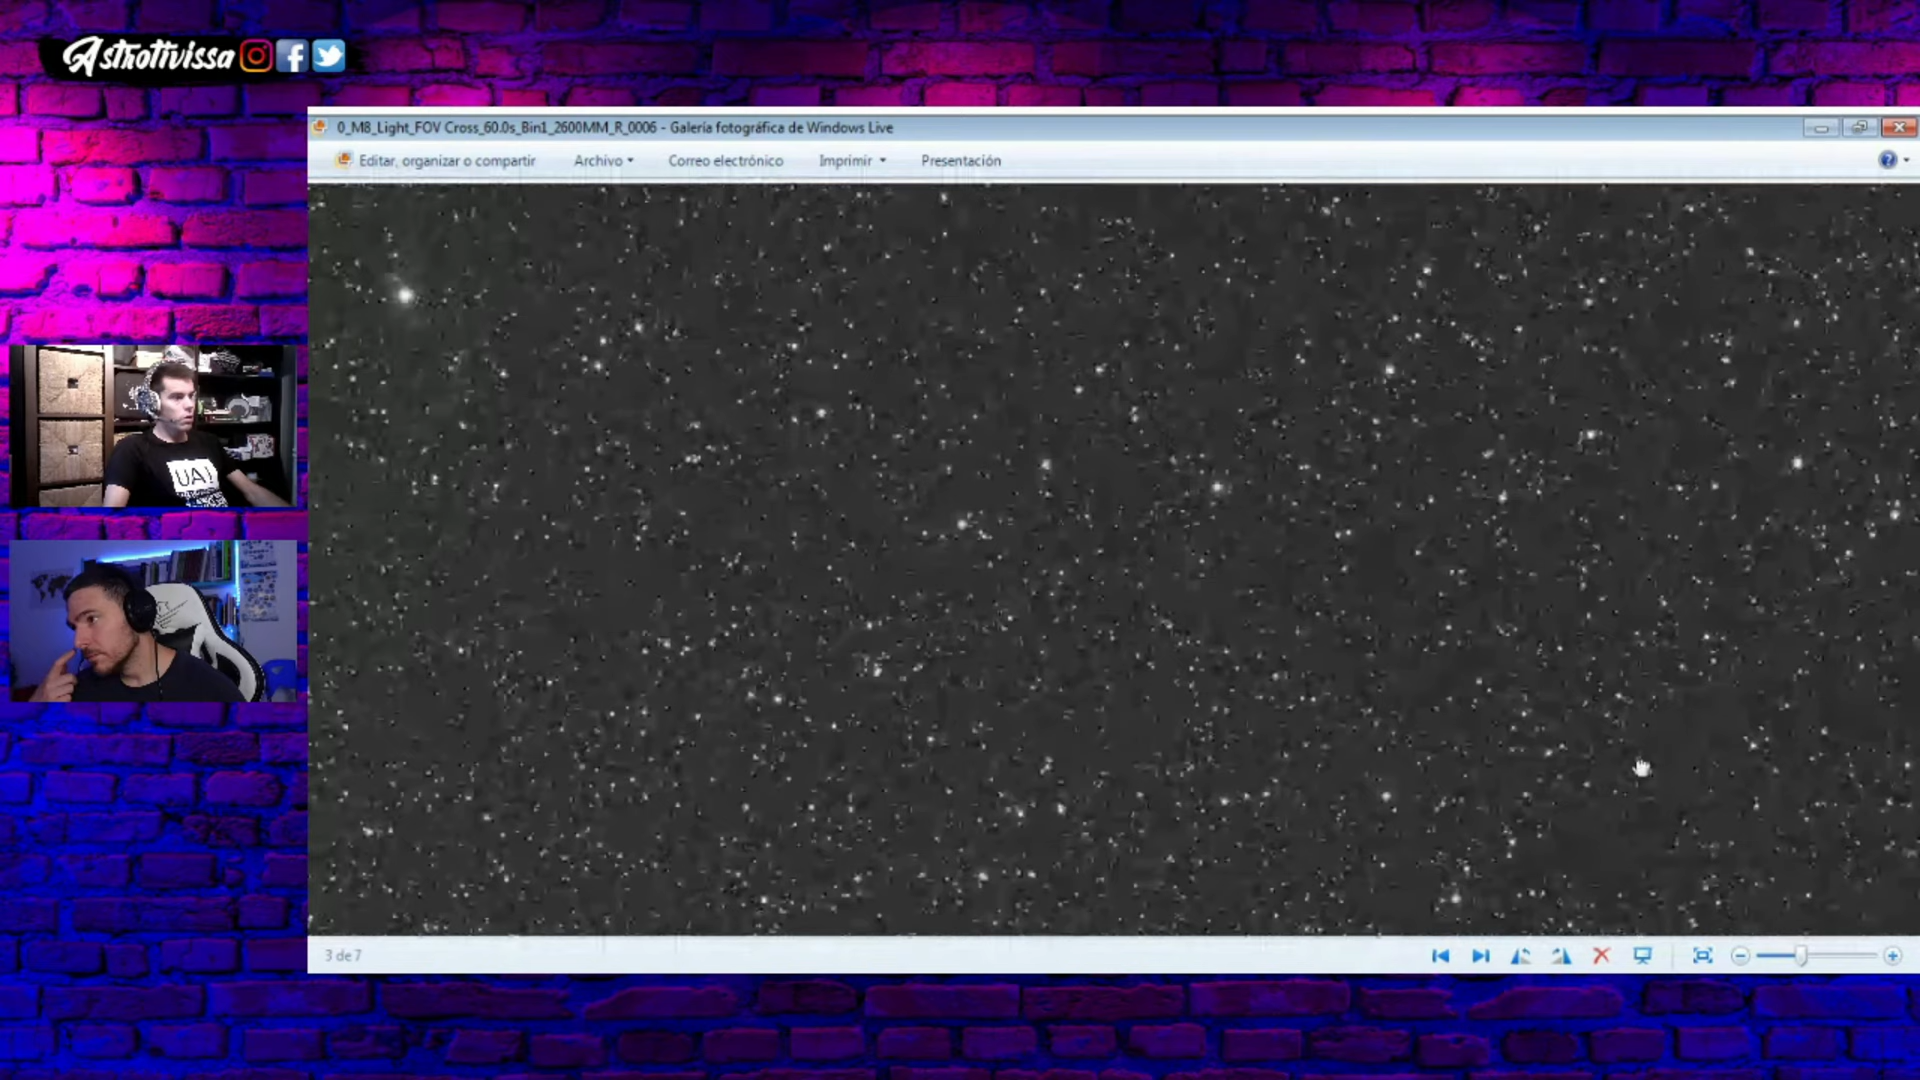 Astrotivissa
0_M8_Light_FOV Cross_60.0s_Bin1_2600MM_R_0006 - Galería fotográfica de Windows Live
Editar, organizar o compartir Archivo Correo electrónico Imprimir Presentación
UAI
3 de 7